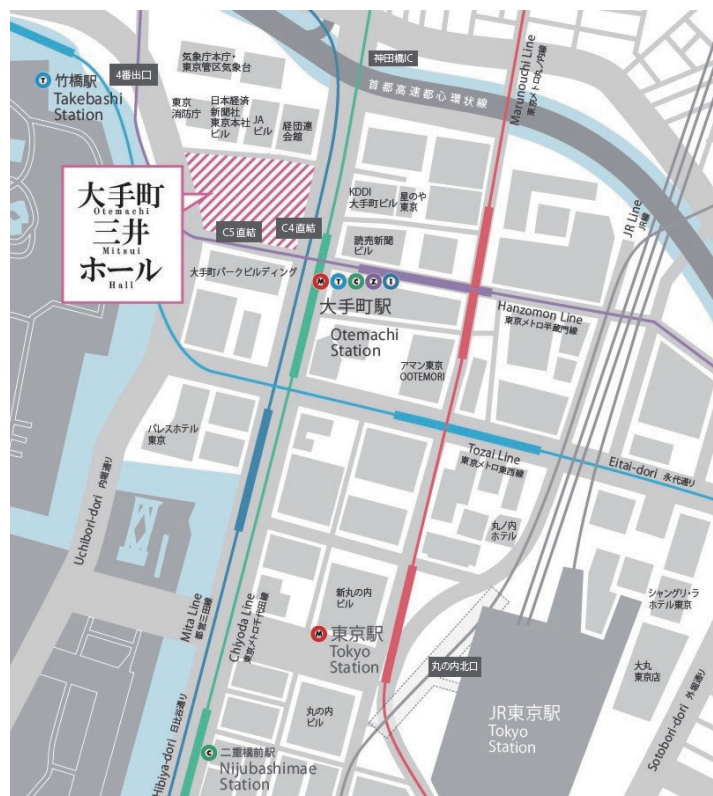 竹橋駅
Takebashi
Station
4番出口
気象庁本庁・
東京管区気象台
神田橋IC
首都高速都心環状線
Marunouchi Line
東京メトロ丸ノ内線
東京
消防庁
日本経済
新聞社
東京本社
ビル
JA
ビル
経団連
会館
大手町
Otemachi
三井
Mitsui
ホール
Hall
KDDI
大手町ビル
星のや
東京
C5直結
C4直結
読売新聞
ビル
JR Line
JR線
大手町パークビルディング
M
T
C
Z
I
大手町駅
Otemachi
Station
Hanzomon Line
東京メトロ半蔵門線
アマン東京
OOTEMORI
パレスホテル
東京
Tozai Line
東京メトロ東西線
Eitai-dori 永代通り
Uchibori-dori 内堀通り
丸ノ内
ホテル
Mita Line
都営三田線
Chiyoda Line
東京メトロ千代田線
新丸の内
ビル
シャングリ・ラ
ホテル東京
M
東京駅
Tokyo
Station
丸の内北口
大丸
東京店
丸の内
ビル
JR東京駅
Tokyo
Station
Sotobori-dori 外堀通り
Hibiya-dori 日比谷通り
C
二重橋前駅
Nijubashimae
Station
T